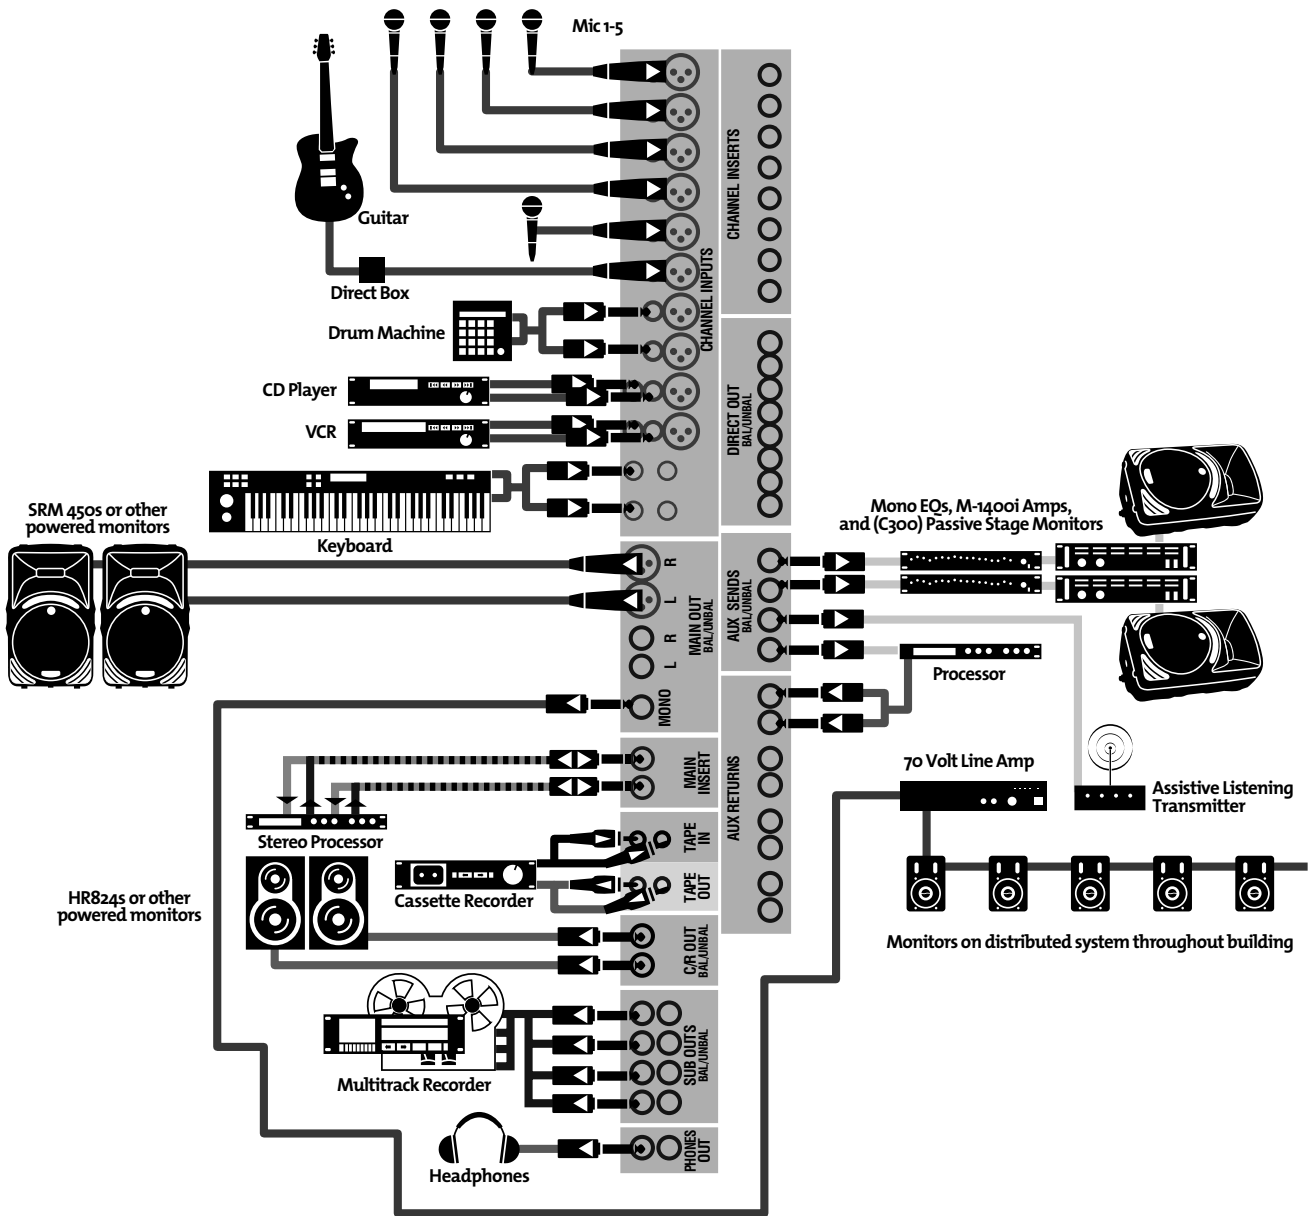 Mic 1-5
Guitar
Direct Box
Drum Machine
CD Player
VCR
Keyboard
SRM 450s or other
powered monitors
CHANNEL INPUTS
CHANNEL INSERTS
DIRECT OUT
BAL/UNBAL
Mono EQs, M-1400i Amps,
and (C300) Passive Stage Monitors
AUX SENDS
BAL/UNBAL
R
L
MAIN OUT
BAL/UNBAL
R
L
MONO
Processor
70 Volt Line Amp
Assistive Listening
Transmitter
AUX RETURNS
MAIN
INSERT
Stereo Processor
TAPE
IN
TAPE
OUT
Cassette Recorder
HR824s or other
powered monitors
C/R OUT
BAL/UNBAL
Monitors on distributed system throughout building
SUB OUTS
BAL/UNBAL
Multitrack Recorder
PHONES
OUT
Headphones